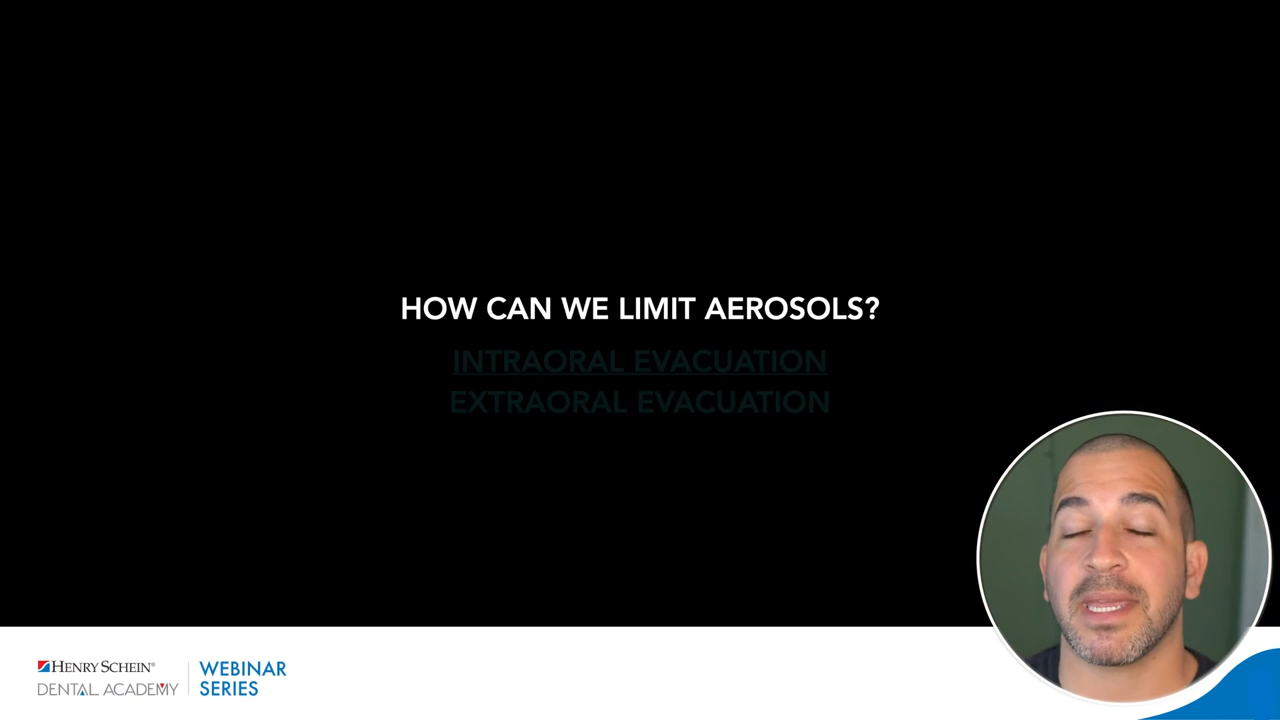 HOW CAN WE LIMIT AEROSOLS?
INTRAORAL EVACUATION
EXTRAORAL EVACUATION
HENRY SCHEIN®
DENTAL ACADEMY
WEBINAR
SERIES